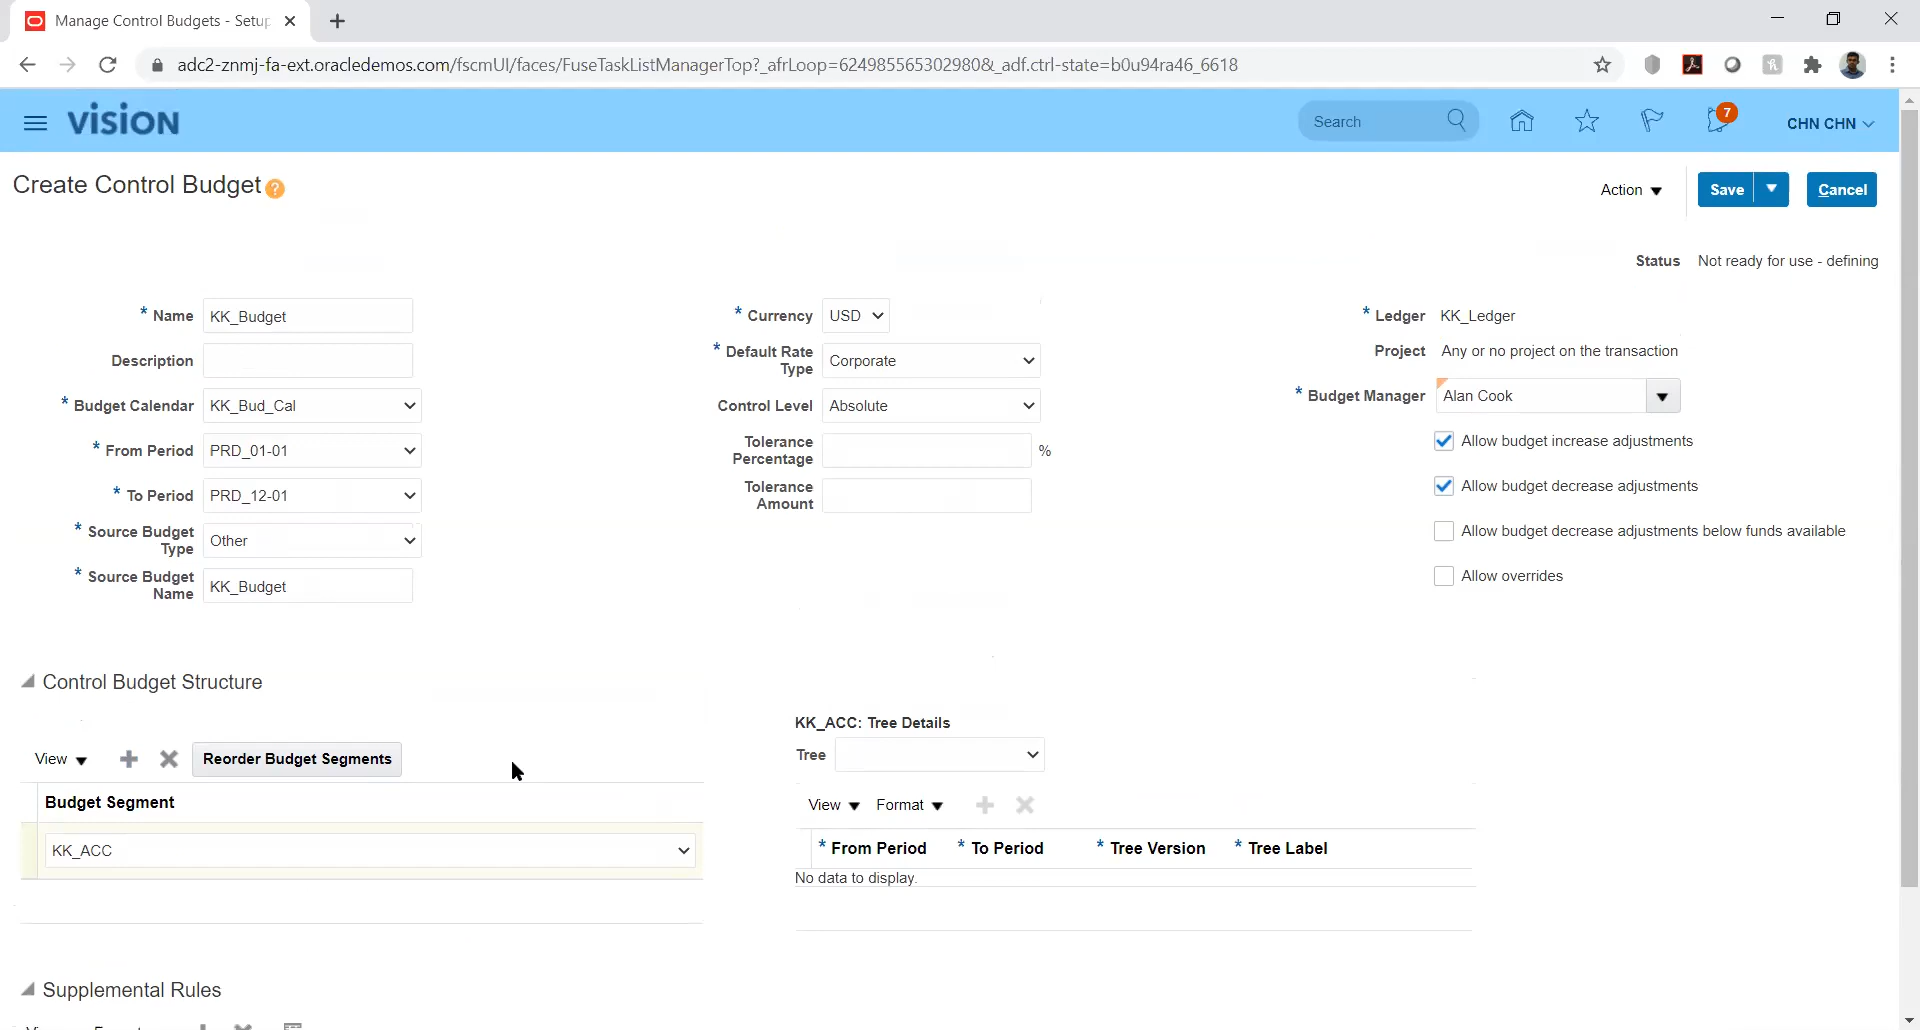 Manage Control Budgets - Setup
adc2-znmj-fa-ext.oracledemos.com/fscmUI/faces/FuseTaskListManagerTop?_afrLoop=62498556530298​0&_adf.ctrl-state=b0u94ra46_6618
VISION
Search
7
CHN CHN
Create Control Budget ?
Action
Save
Cancel
Status Not ready for use - defining
* Name KK_Budget
Description
* Budget Calendar KK_Bud_Cal
* From Period PRD_01-01
* To Period PRD_12-01
* Source Budget
Type Other
* Source Budget
Name KK_Budget
* Currency USD
* Default Rate
Type Corporate
Control Level Absolute
Tolerance
Percentage %
Tolerance
Amount
* Ledger KK_Ledger
Project Any or no project on the transaction
* Budget Manager Alan Cook
Allow budget increase adjustments
Allow budget decrease adjustments
Allow budget decrease adjustments below funds available
Allow overrides
Control Budget Structure
View Reorder Budget Segments
Budget Segment
KK_ACC
KK_ACC: Tree Details
Tree
View Format
* From Period * To Period * Tree Version * Tree Label
No data to display.
Supplemental Rules